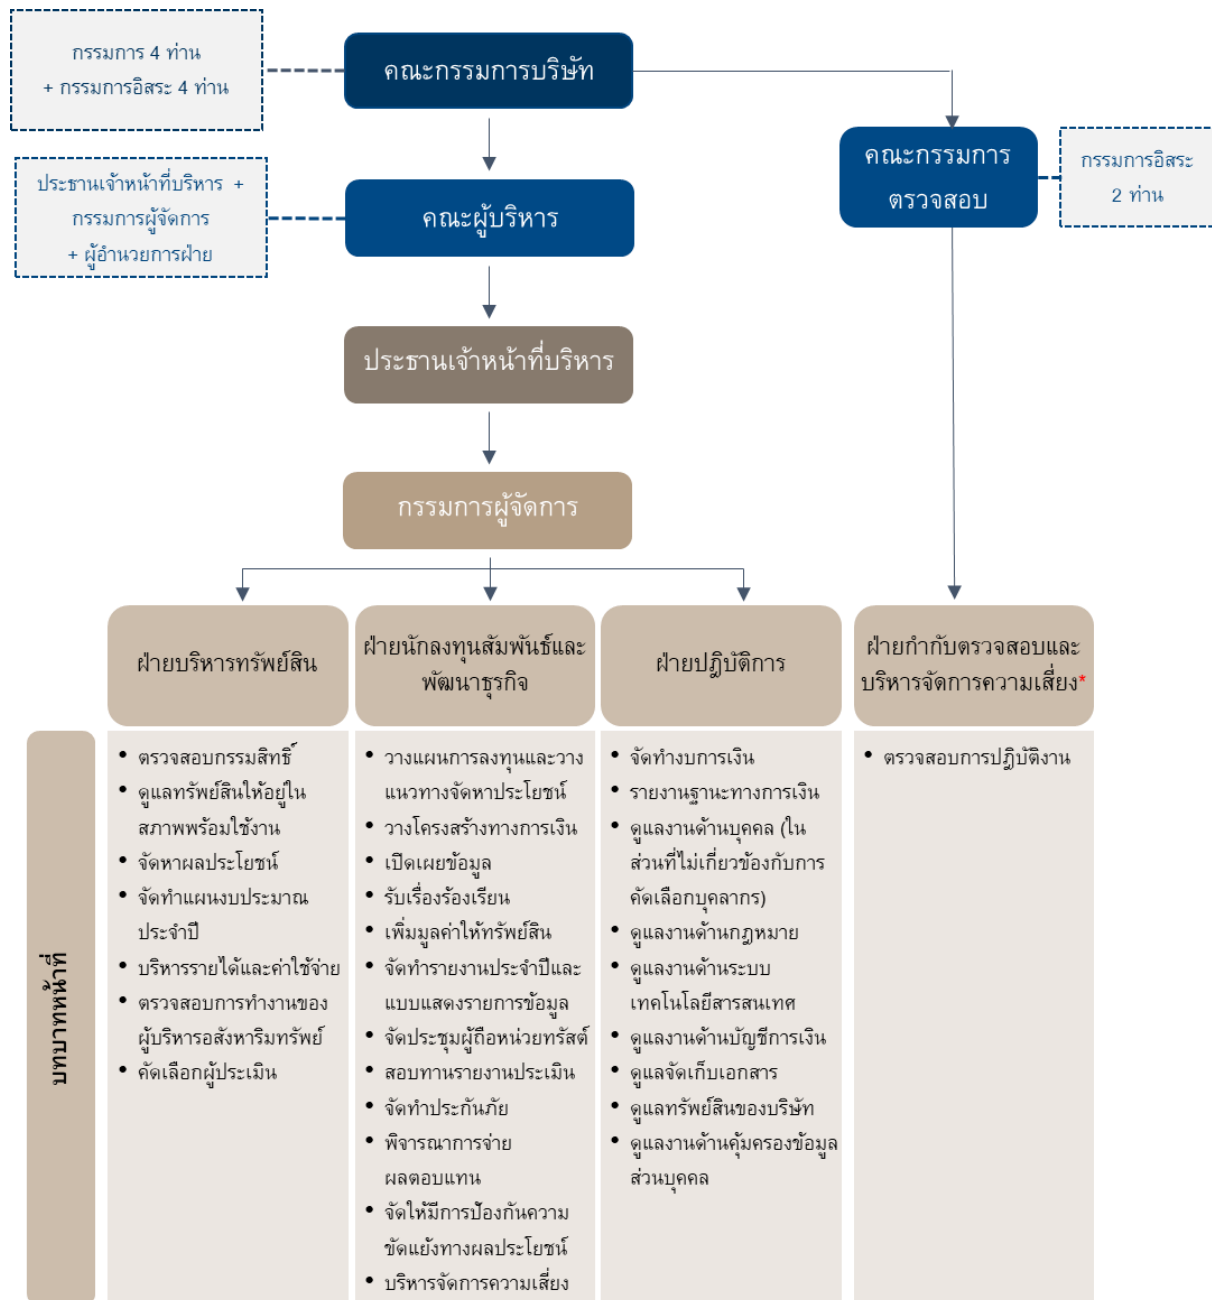 กรรมการ 4 ท่าน
+ กรรมการอิสระ 4 ท่าน
คณะกรรมการบริษัท
คณะกรรมการ
ตรวจสอบ
กรรมการอิสระ
2 ท่าน
ประธานเจ้าหน้าที่บริหาร +
กรรมการผู้จัดการ
+ ผู้อำนวยการฝ่าย
คณะผู้บริหาร
ประธานเจ้าหน้าที่บริหาร
กรรมการผู้จัดการ
ฝ่ายบริหารทรัพย์สิน
ฝ่ายนักลงทุนสัมพันธ์และ
พัฒนาธุรกิจ
ฝ่ายปฏิบัติการ
ฝ่ายกำกับตรวจสอบและ
บริหารจัดการความเสี่ยง*
บทบาทหน้าที่
• ตรวจสอบกรรมสิทธิ์
• ดูแลทรัพย์สินให้อยู่ใน
สภาพพร้อมใช้งาน
• จัดหาผลประโยชน์
• จัดทำแผนงบประมาณ
ประจำปี
• บริหารรายได้และค่าใช้จ่าย
• ตรวจสอบการทำงานของ
ผู้บริหารอสังหาริมทรัพย์
• คัดเลือกผู้ประเมิน
• วางแผนการลงทุนและวาง
แนวทางจัดหาประโยชน์
• วางโครงสร้างทางการเงิน
• เปิดเผยข้อมูล
• รับเรื่องร้องเรียน
• เพิ่มมูลค่าให้ทรัพย์สิน
• จัดทำรายงานประจำปีและ
แบบแสดงรายการข้อมูล
• จัดประชุมผู้ถือหน่วยทรัสต์
• สอบทานรายงานประเมิน
• จัดทำประกันภัย
• พิจารณาการจ่าย
ผลตอบแทน
• จัดให้มีการป้องกันความ
ขัดแย้งทางผลประโยชน์
• บริหารจัดการความเสี่ยง
• จัดทำงบการเงิน
• รายงานฐานะทางการเงิน
• ดูแลงานด้านบุคคล (ใน
ส่วนที่ไม่เกี่ยวข้องกับการ
คัดเลือกบุคลากร)
• ดูแลงานด้านกฎหมาย
• ดูแลงานด้านระบบ
เทคโนโลยีสารสนเทศ
• ดูแลงานด้านบัญชีการเงิน
• ดูแลจัดเก็บเอกสาร
• ดูแลทรัพย์สินของบริษัท
• ดูแลงานด้านคุ้มครองข้อมูล
ส่วนบุคคล
• ตรวจสอบการปฏิบัติงาน